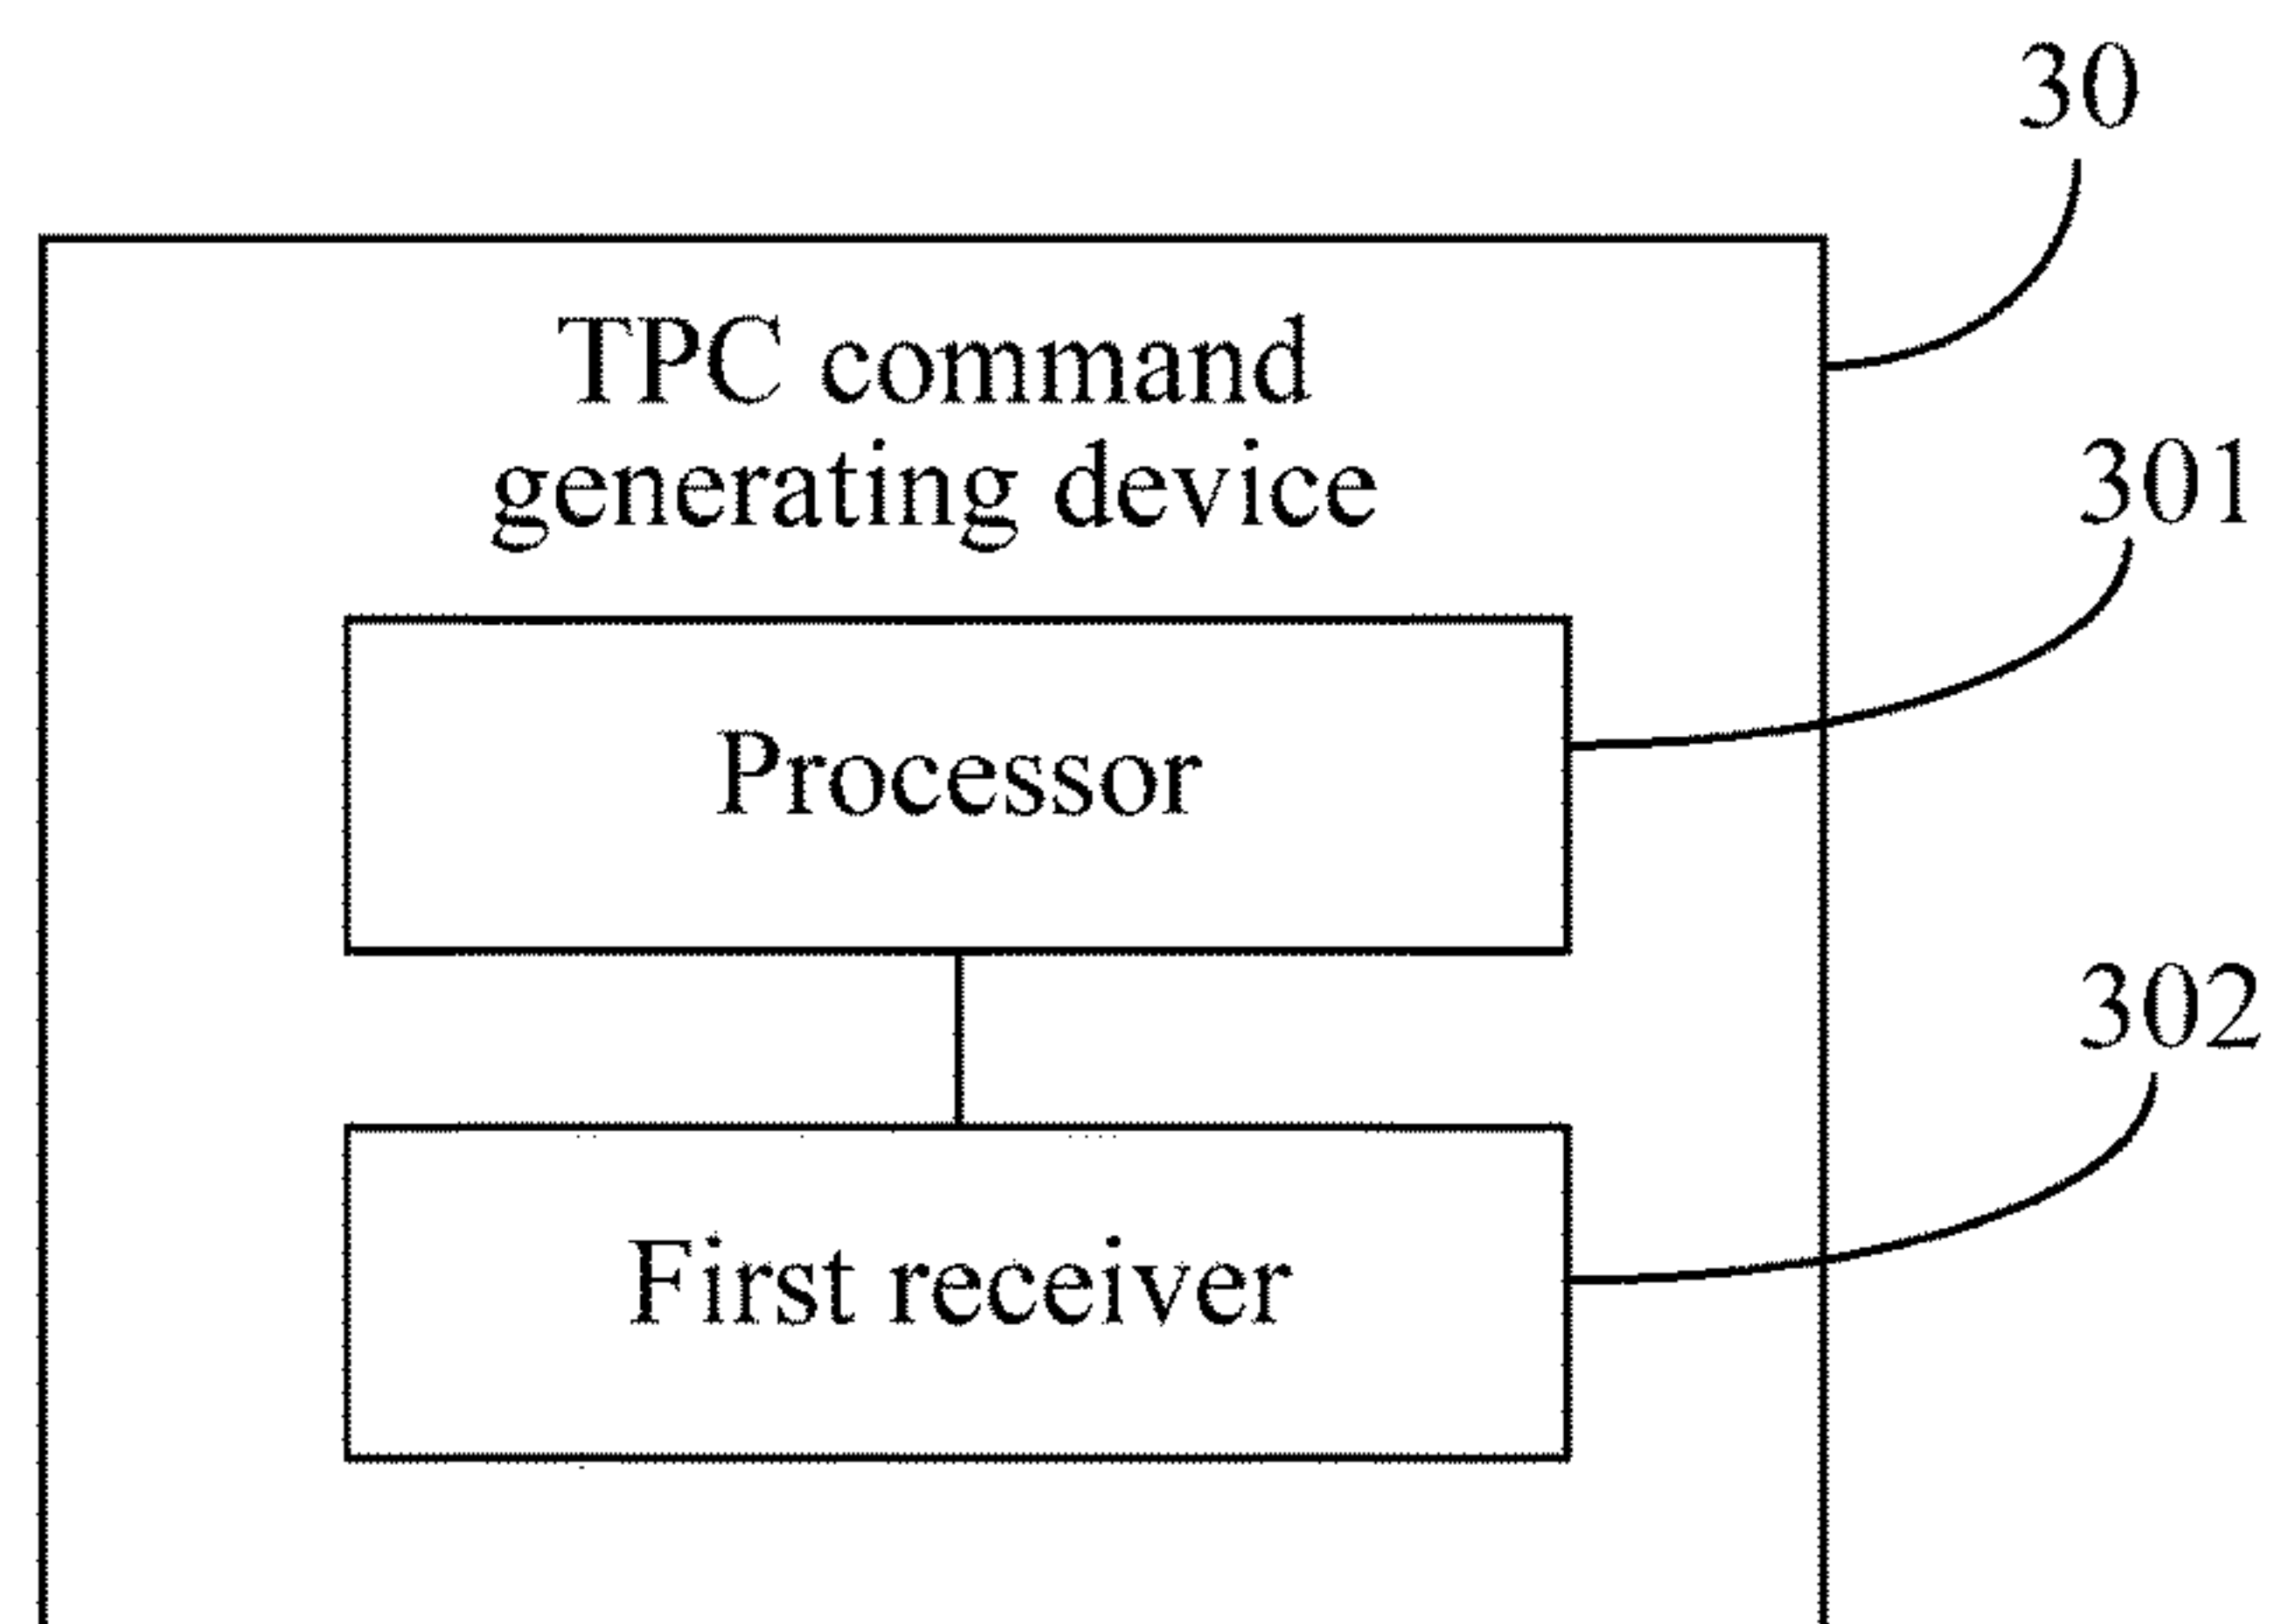 30
TPC command
generating device
301
Processor
302
First receiver